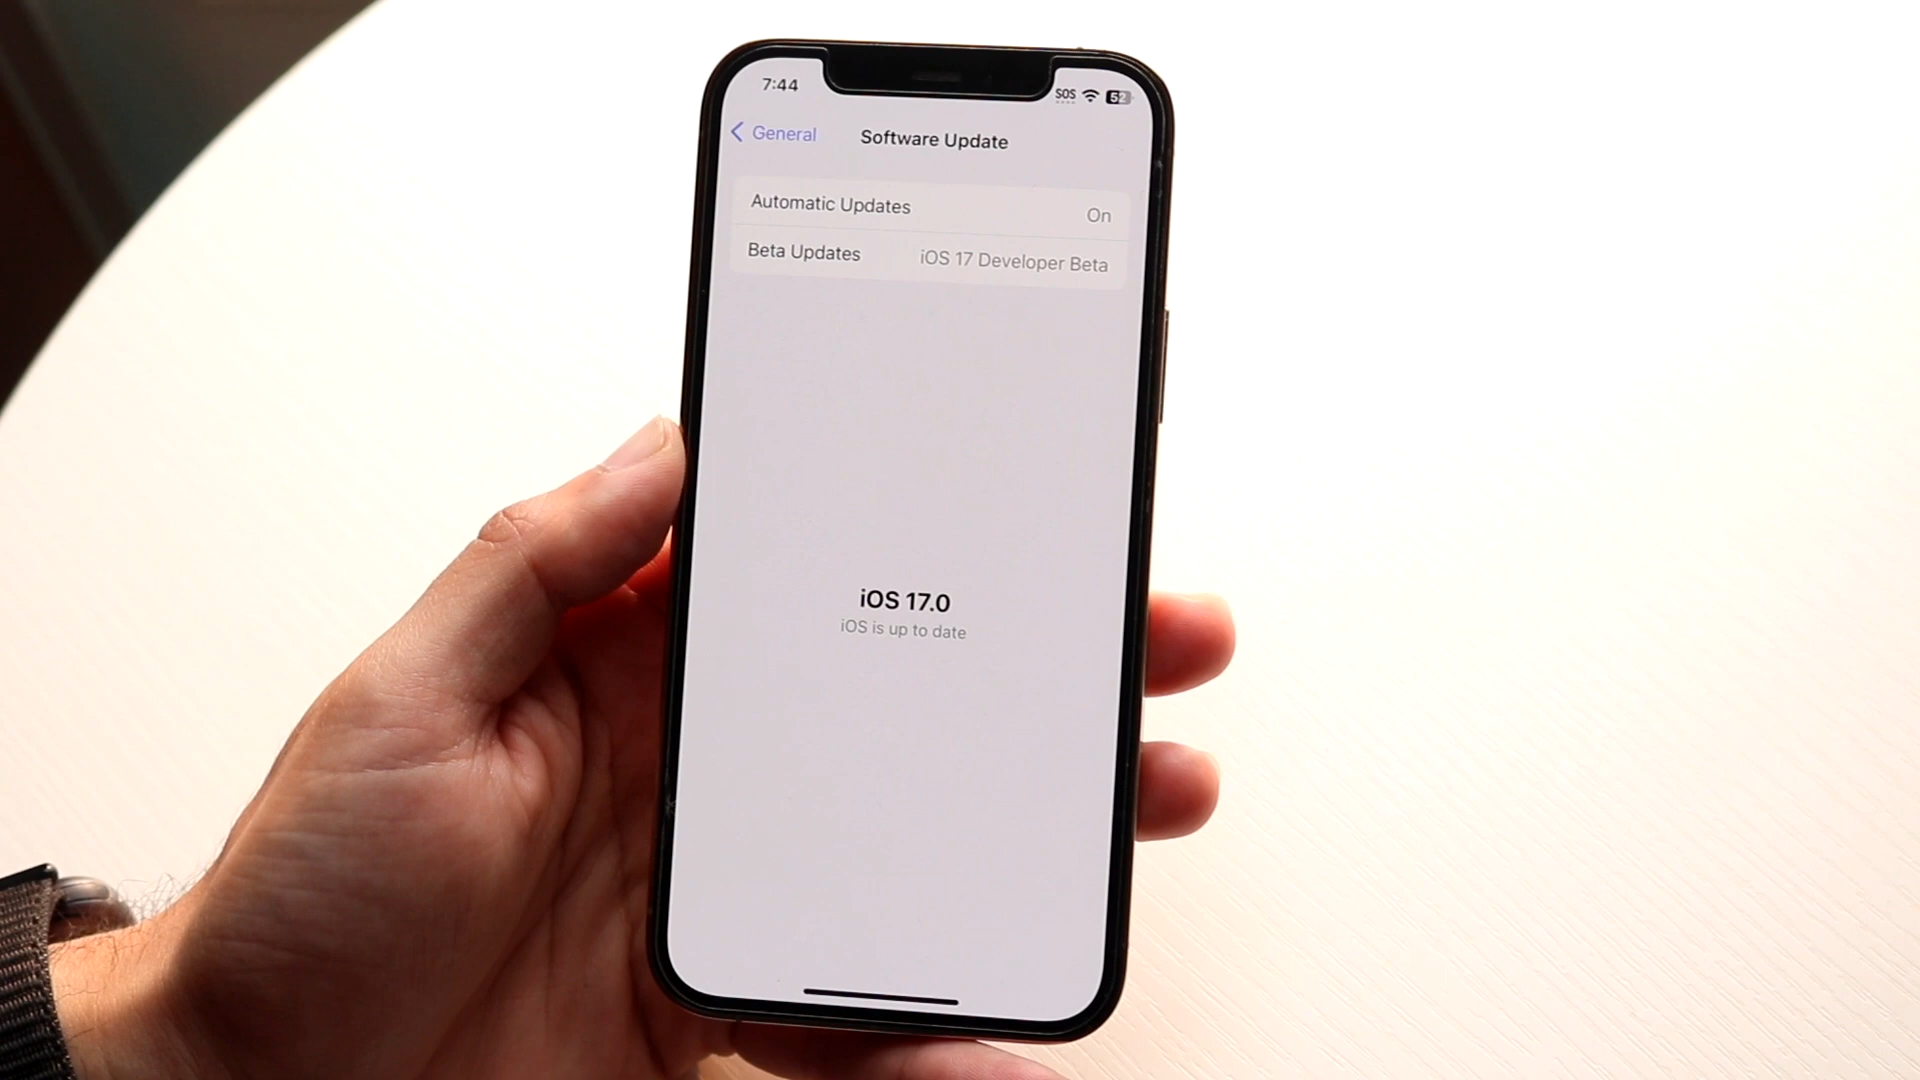 7:44
SOS 52
General
Software Update
Automatic Updates On
Beta Updates iOS 17 Developer Beta
iOS 17.0
iOS is up to date